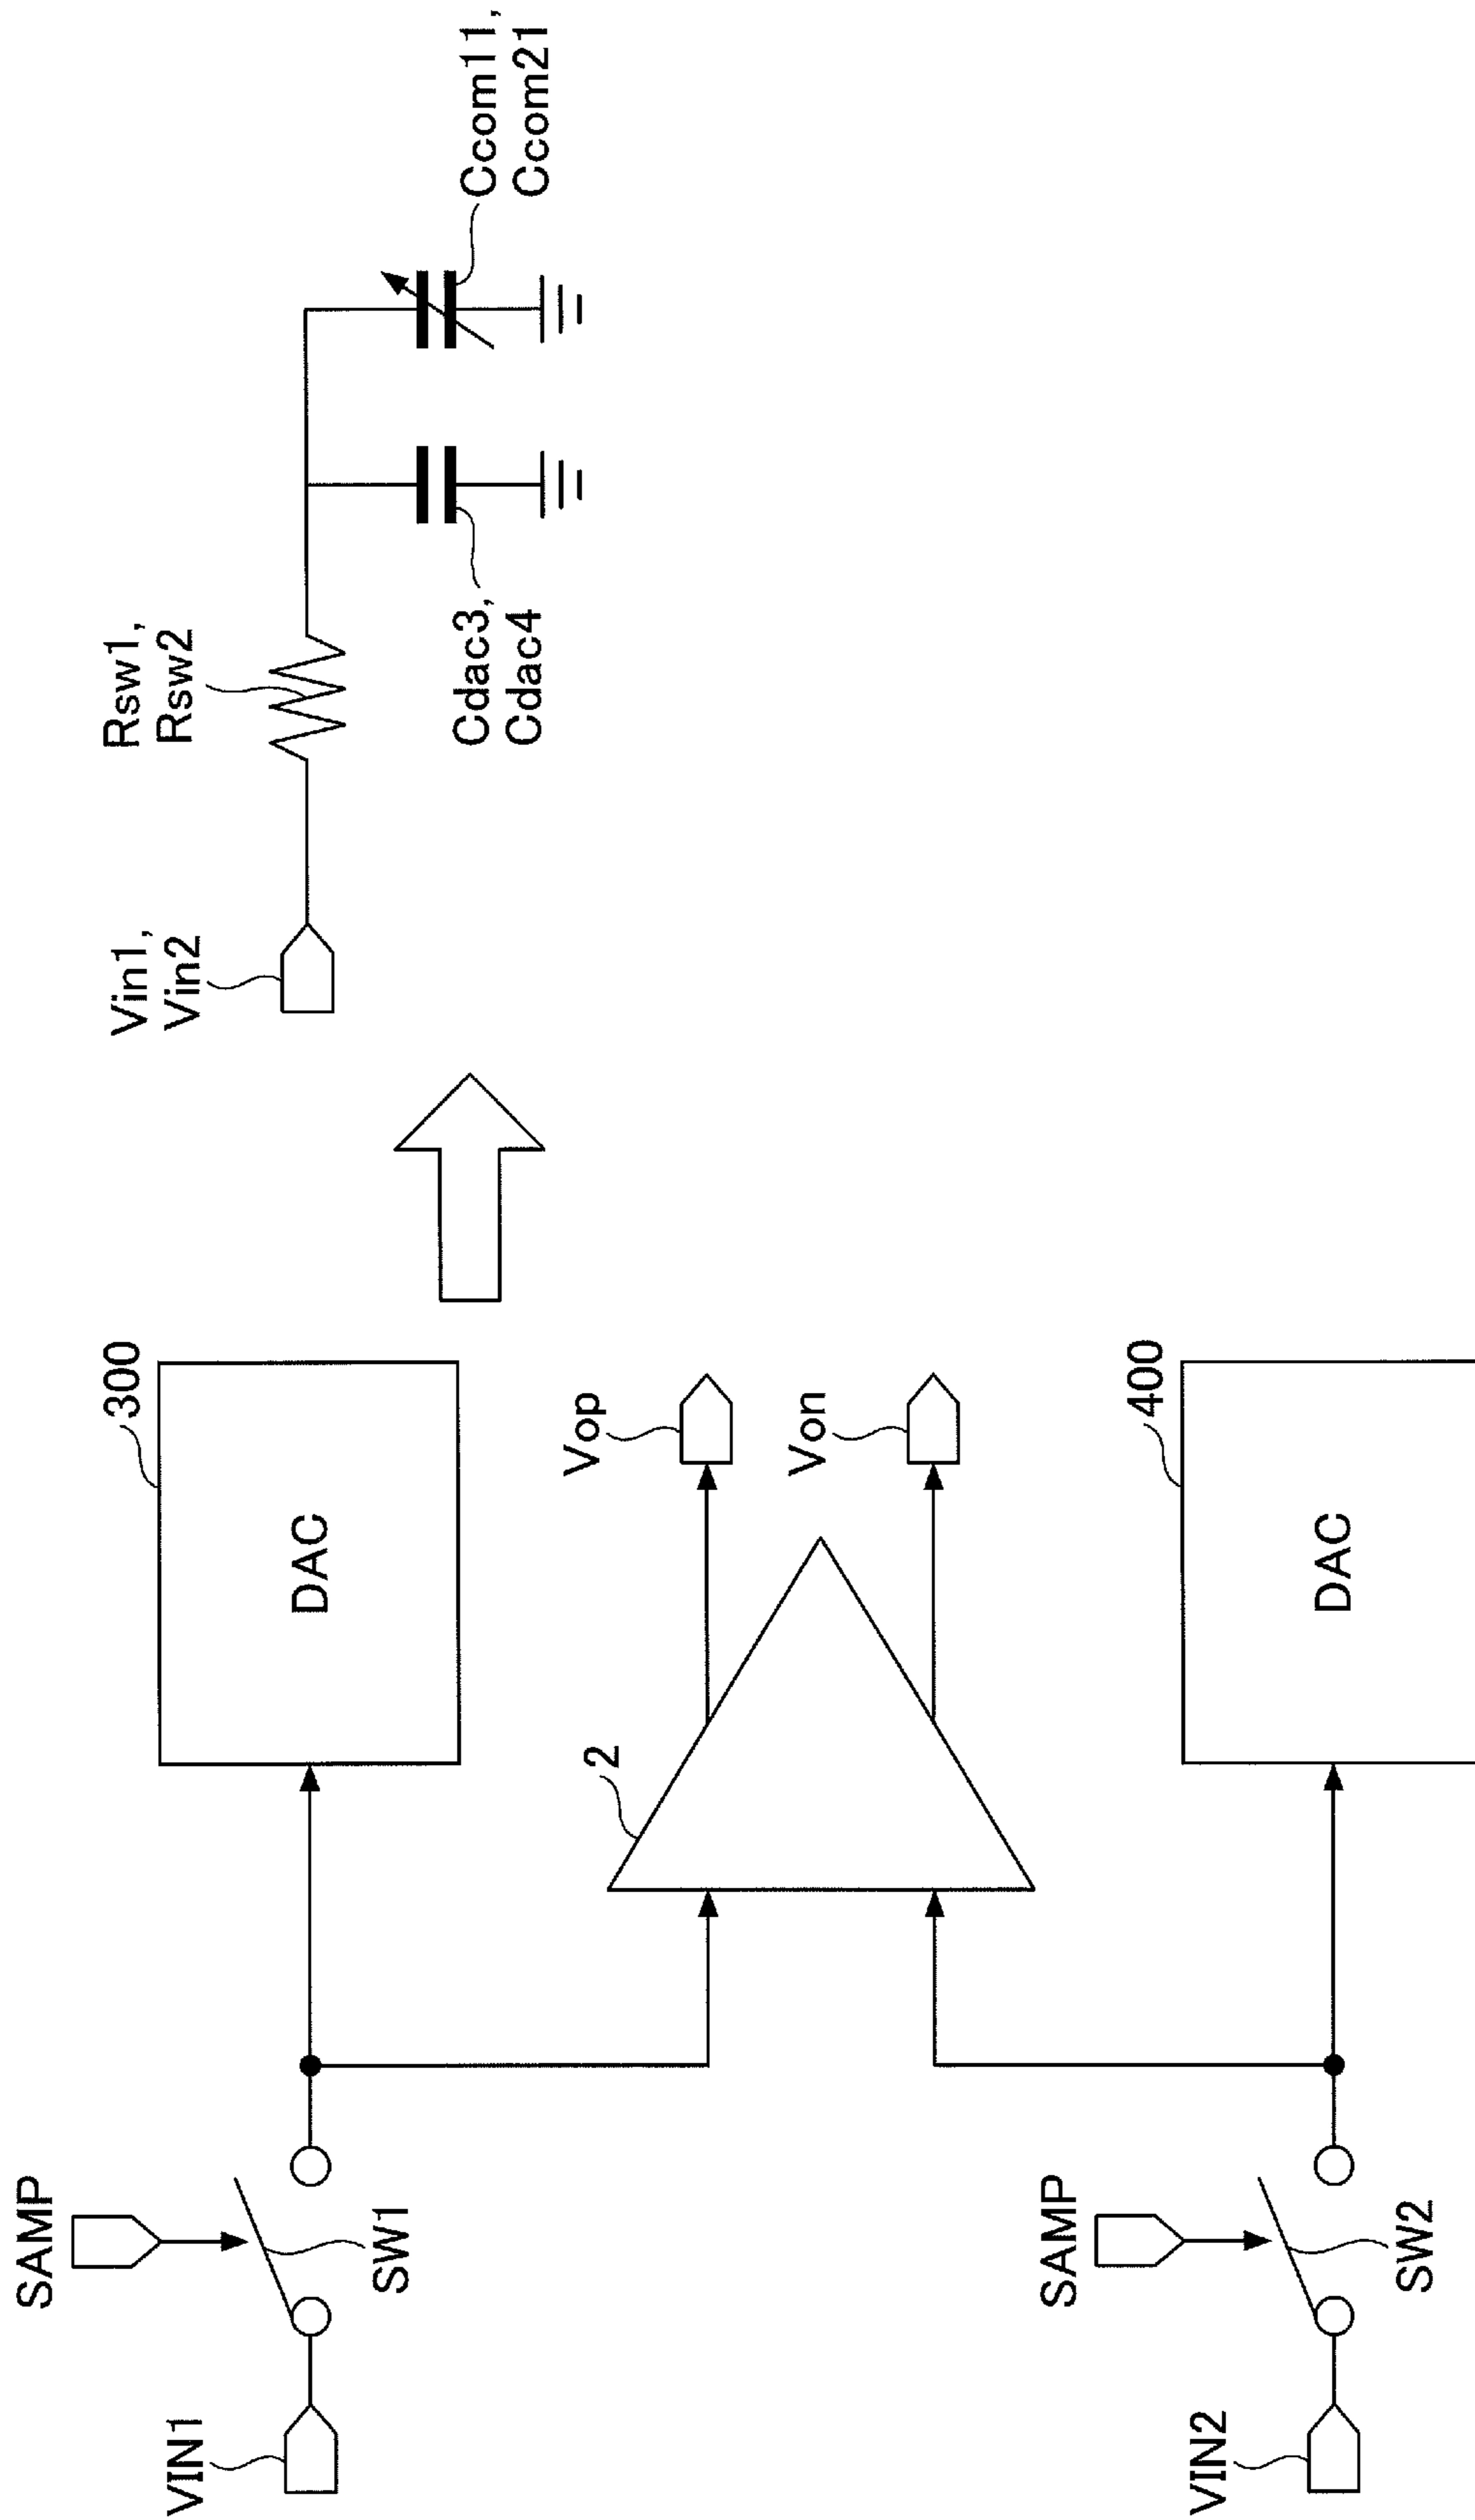 SAMP
VIN1
SW1
300
DAC
2
Vop
Von
SAMP
VIN2
SW2
400
DAC
Vin1,
Vin2
Rsw1,
Rsw2
Cdac3,
Cdac4
Ccom11,
Ccom21